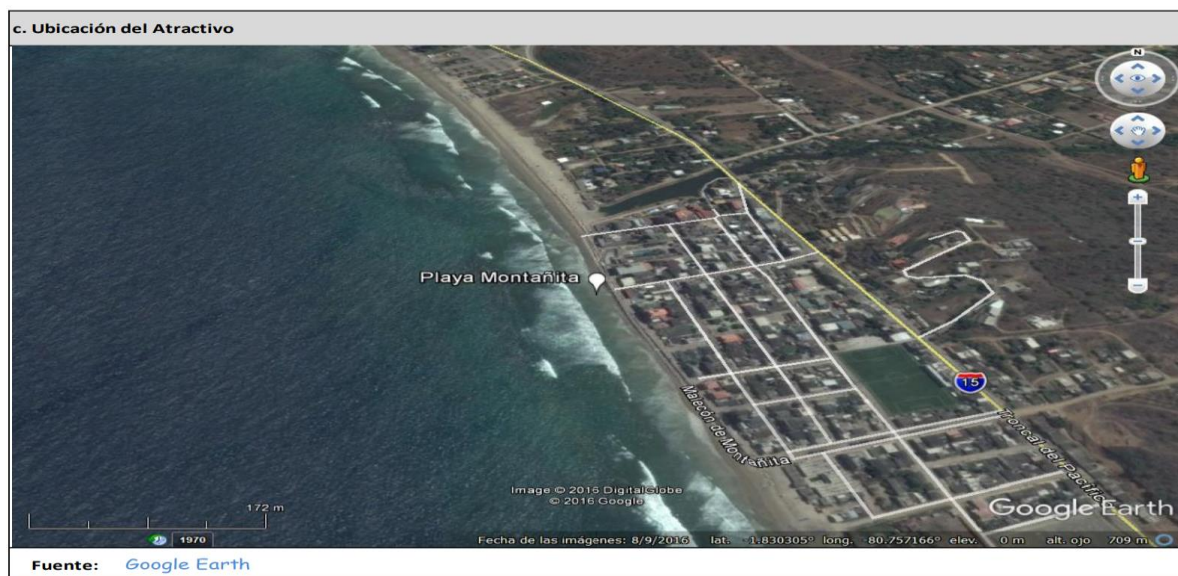 c. Ubicación del Atractivo
N
Playa Montañita
15
Malecón de Montañita
Troncal del Pacífico
Image © 2016 DigitalGlobe
© 2016 Google
Google Earth
172 m
1970
Fecha de las imágenes: 8/9/2016 lat. -1.830305° long. -80.757166° elev. 0 m alt. ojo 709 m
Fuente: Google Earth